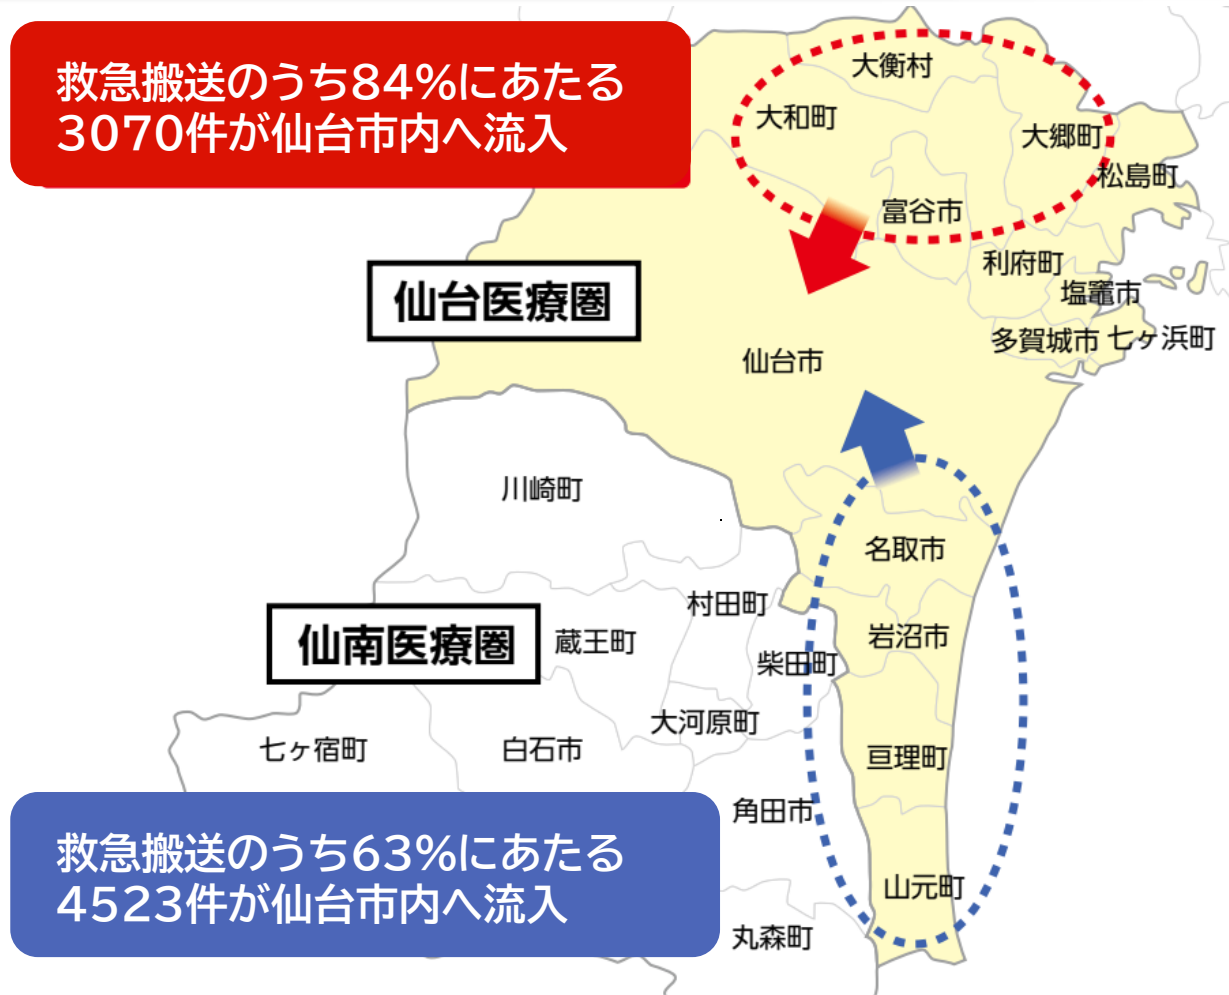 救急搬送のうち84%にあたる
3070件が仙台市内へ流入
大衡村
大和町
大郷町
松島町
富谷市
利府町
塩竈市
仙台医療圏
多賀城市
七ヶ浜町
仙台市
川崎町
名取市
村田町
岩沼市
仙南医療圏
蔵王町
柴田町
大河原町
七ヶ宿町
白石市
亘理町
角田市
救急搬送のうち63%にあたる
4523件が仙台市内へ流入
山元町
丸森町